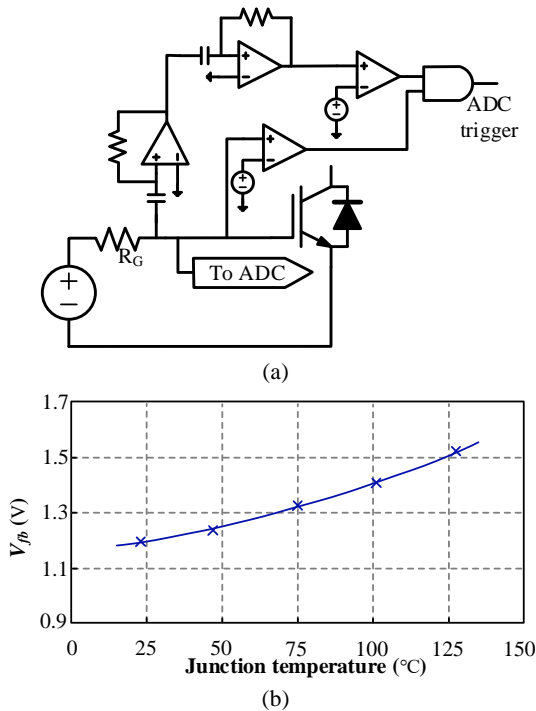 ADC
trigger
R_G
To ADC
(a)
1.7
1.5
1.3
1.1
0.9
V_fb (V)
0 25 50 75 100 125 150
Junction temperature (°C)
(b)